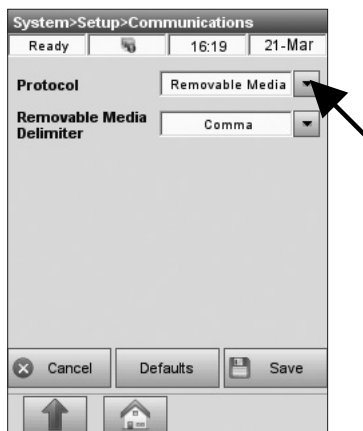 System>Setup>Communications
Ready 16:19 21-Mar
Protocol Removable Media
Removable Media
Delimiter Comma
Cancel Defaults Save